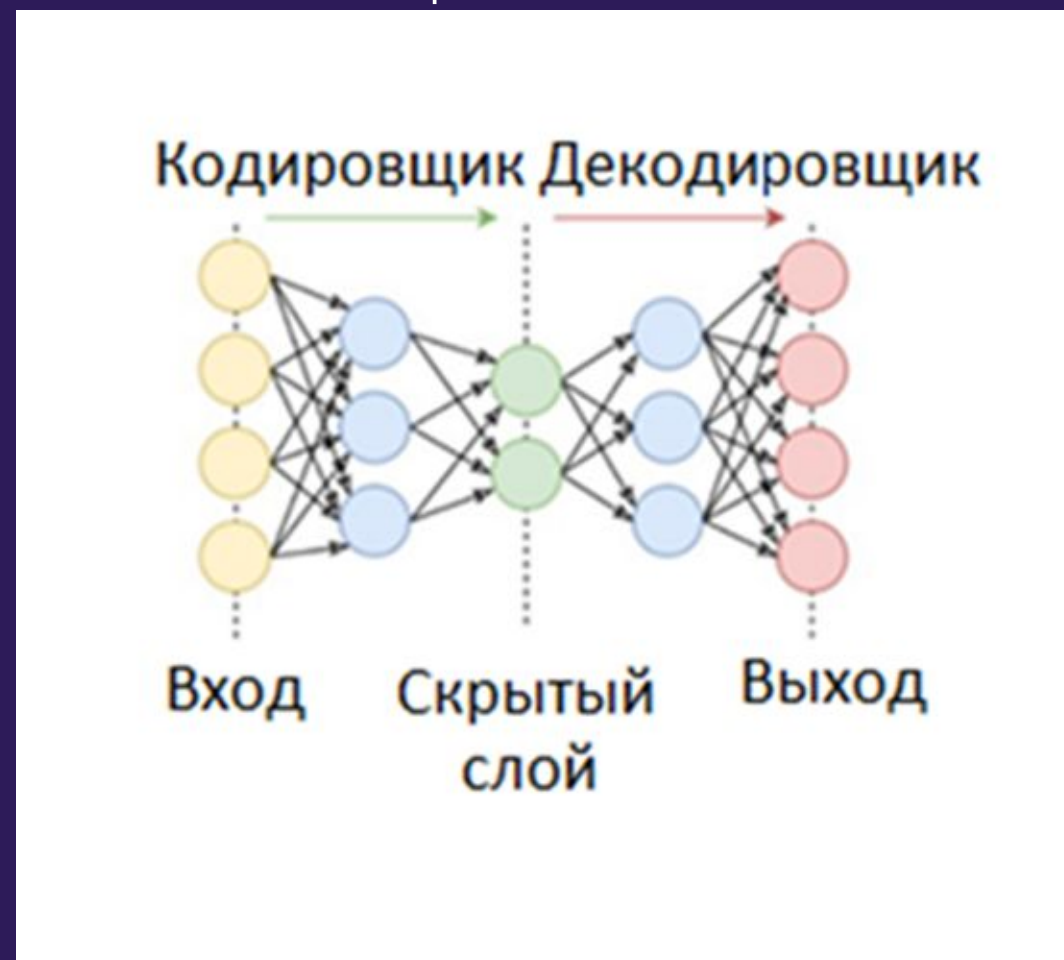 Кодировщик Декодировщик
Вход
Скрытый
слой
Выход